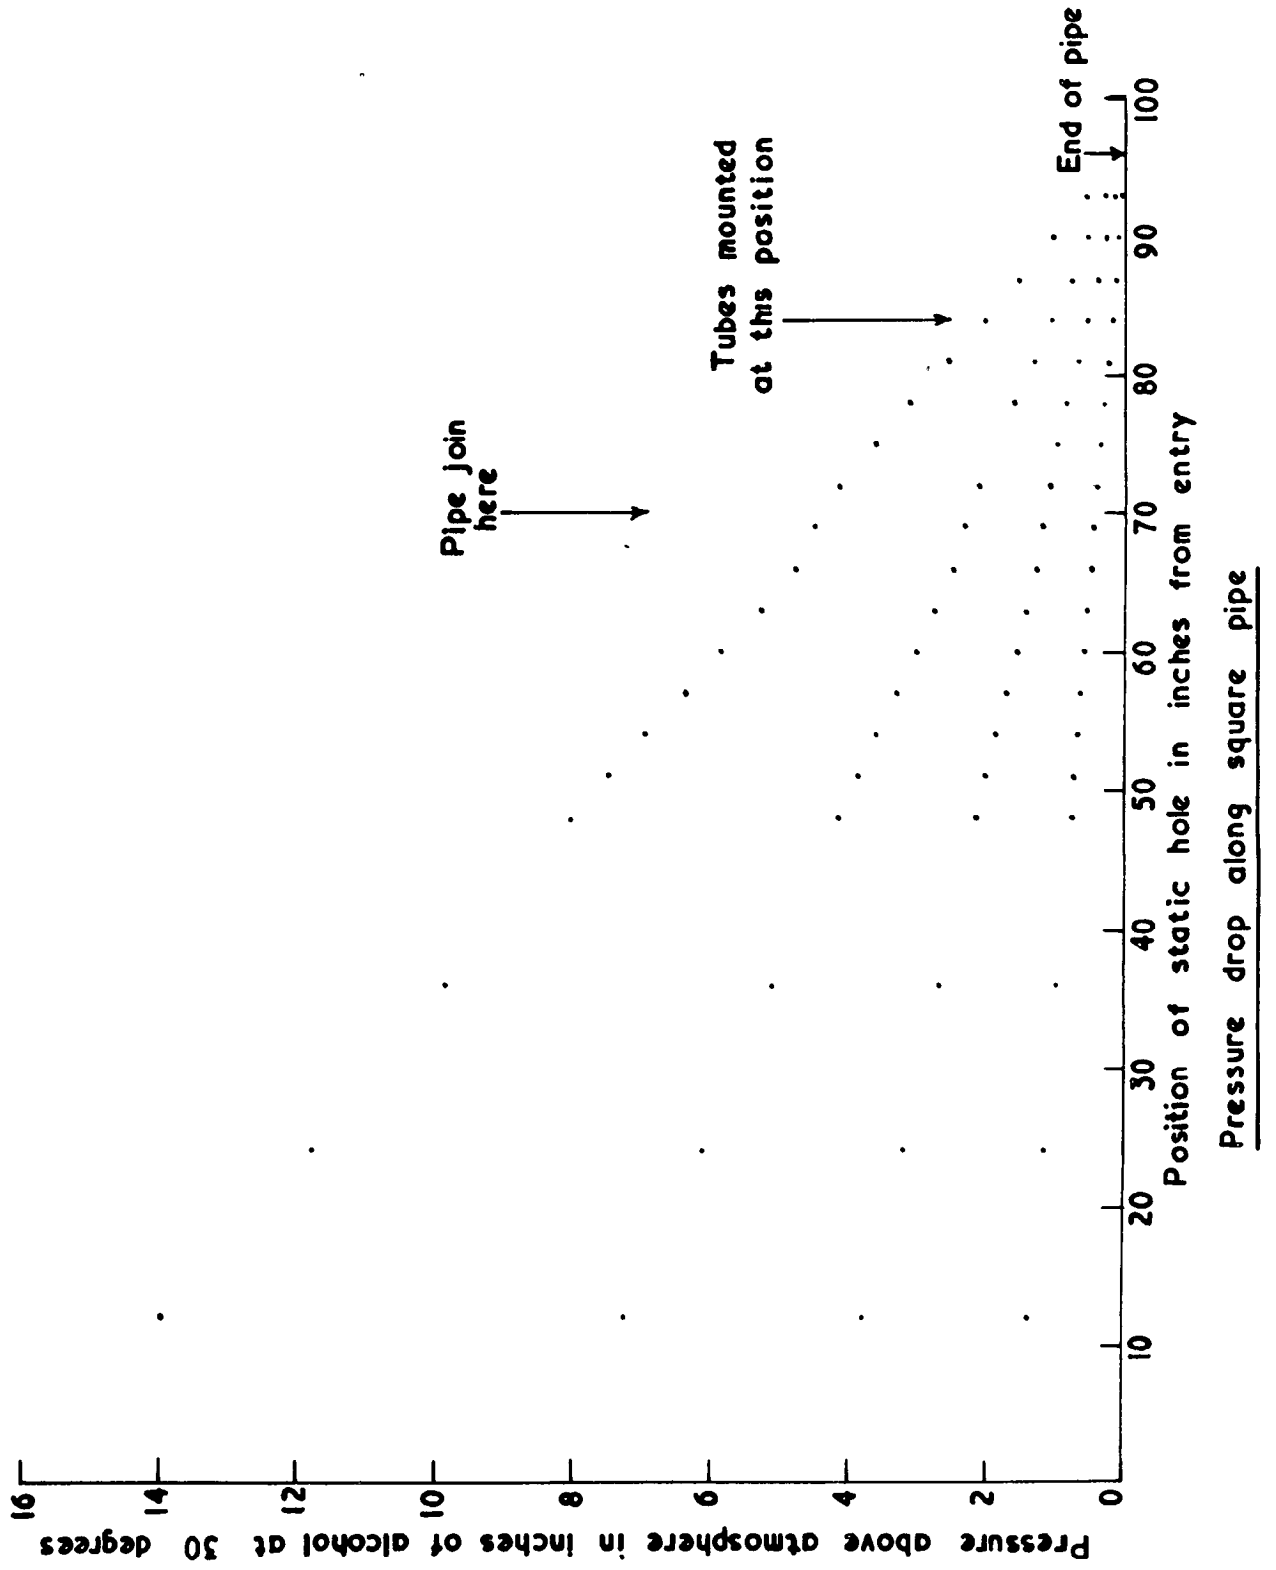 Pressure above atmosphere in inches of alcohol at 30 degrees
16
14
12
10
8
6
4
2
0
Pipe join
here
Tubes mounted
at this position
End of pipe
10
20
30
40
50
60
70
80
90
100
Position of static hole in inches from entry
Pressure drop along square pipe